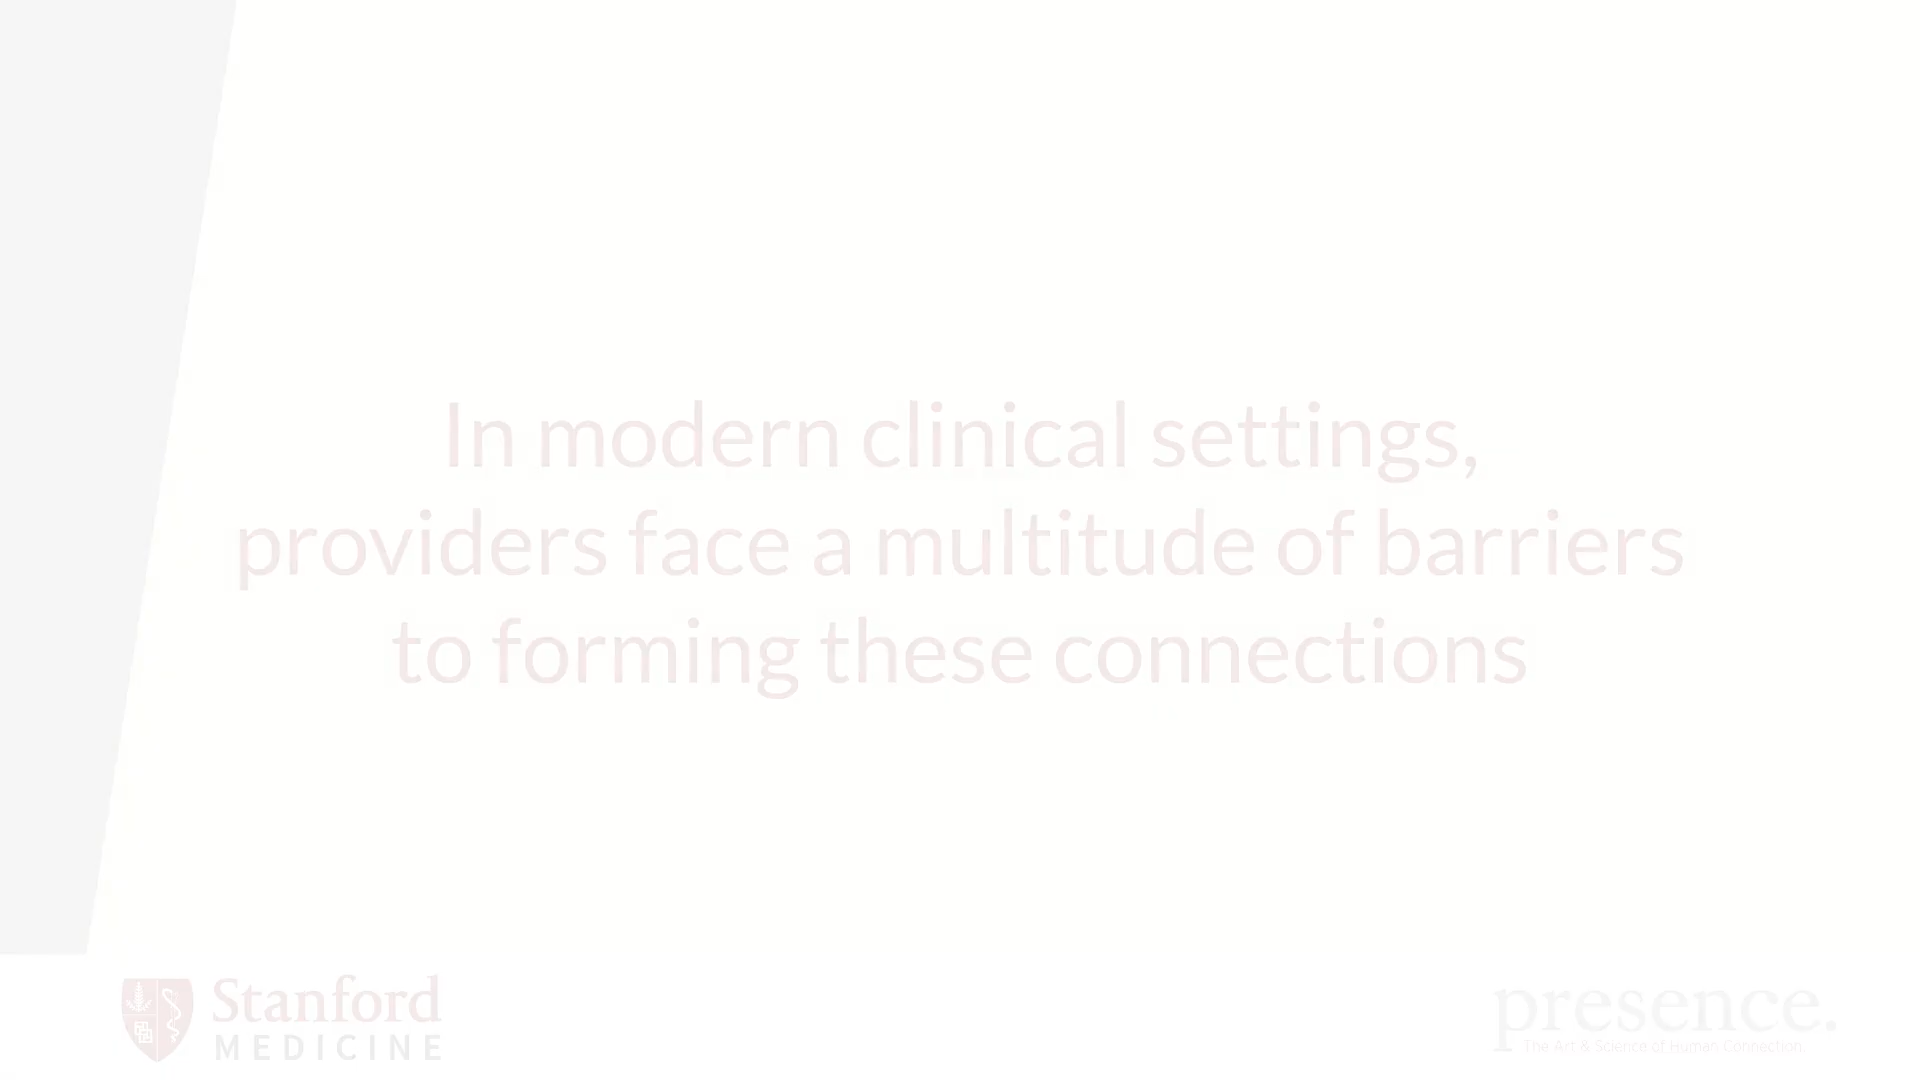 In modern clinical settings,
providers face a multitude of barriers
to forming these connections
Stanford
MEDICINE
presence.
The Art & Science of Human Connection